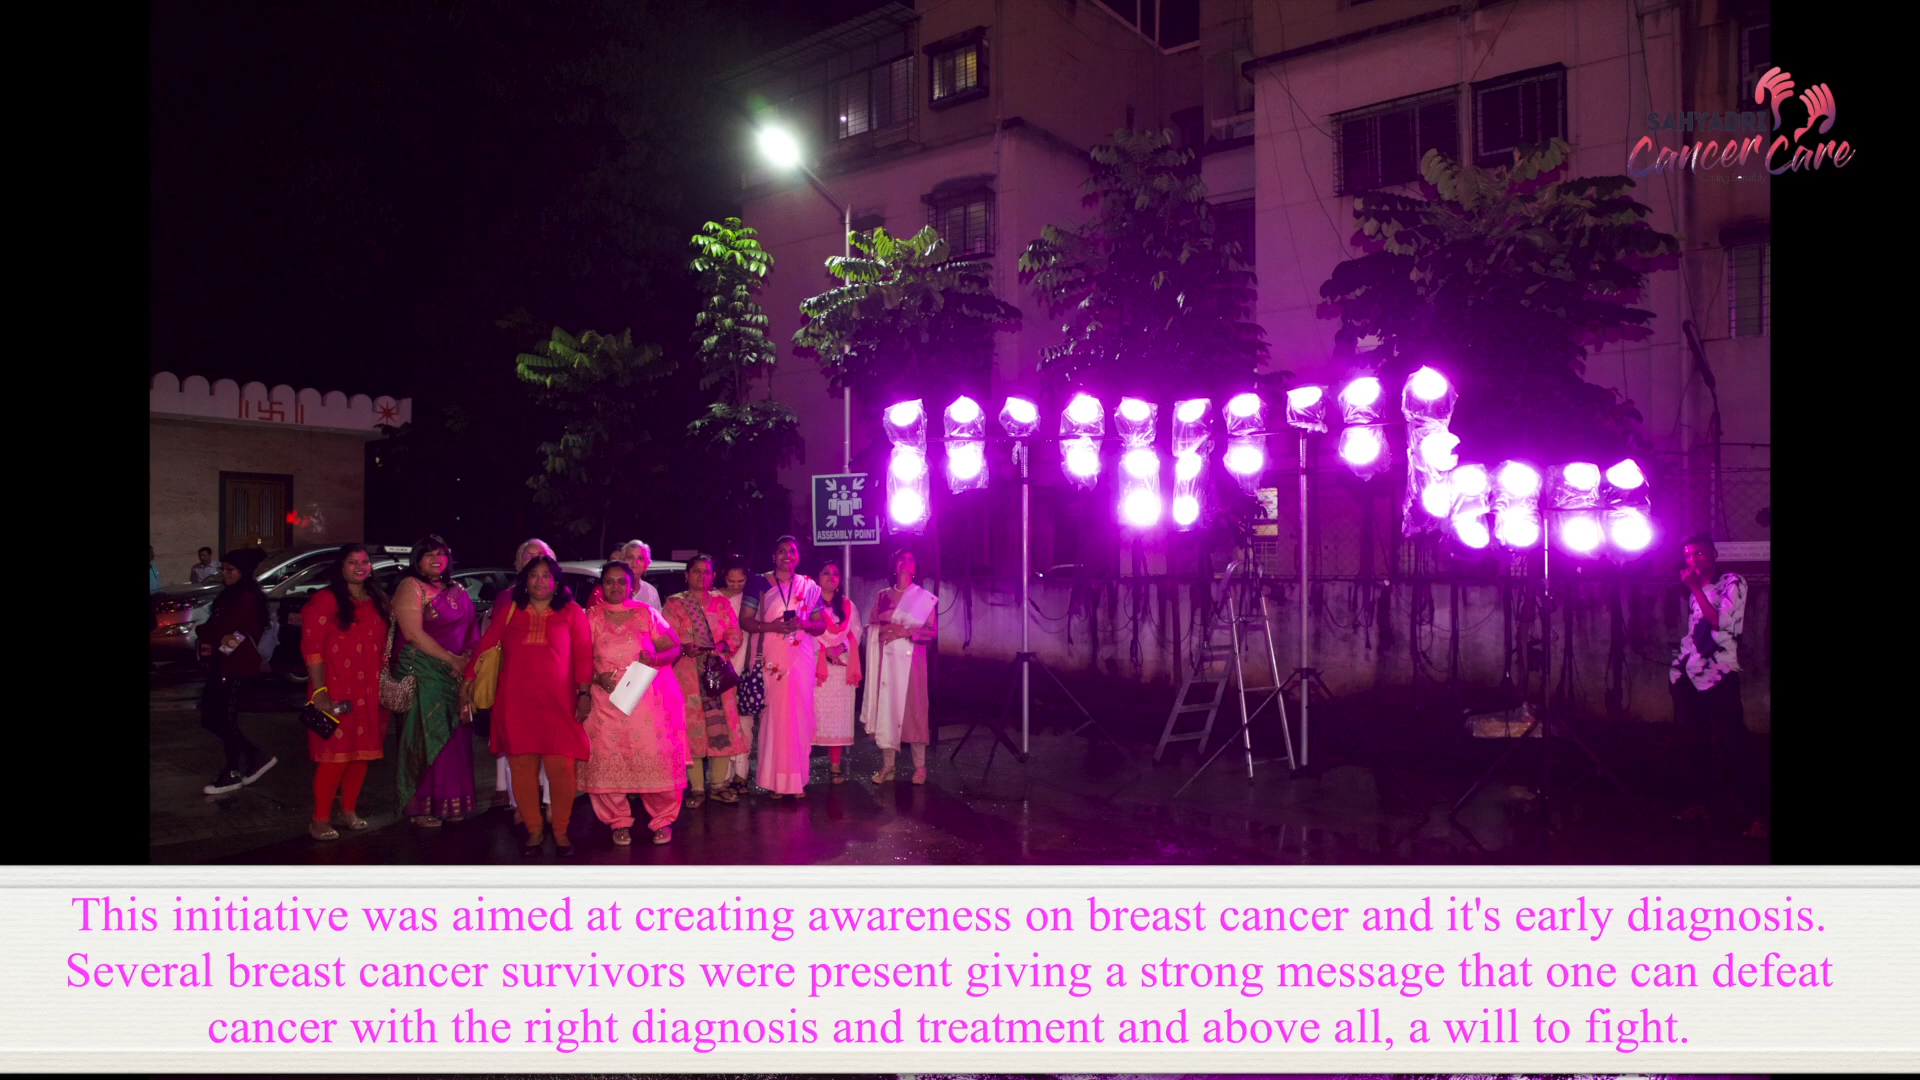 SAHYADRI
Cancer Care
ASSEMBLY POINT
This initiative was aimed at creating awareness on breast cancer and it's early diagnosis.
Several breast cancer survivors were present giving a strong message that one can defeat
cancer with the right diagnosis and treatment and above all, a will to fight.